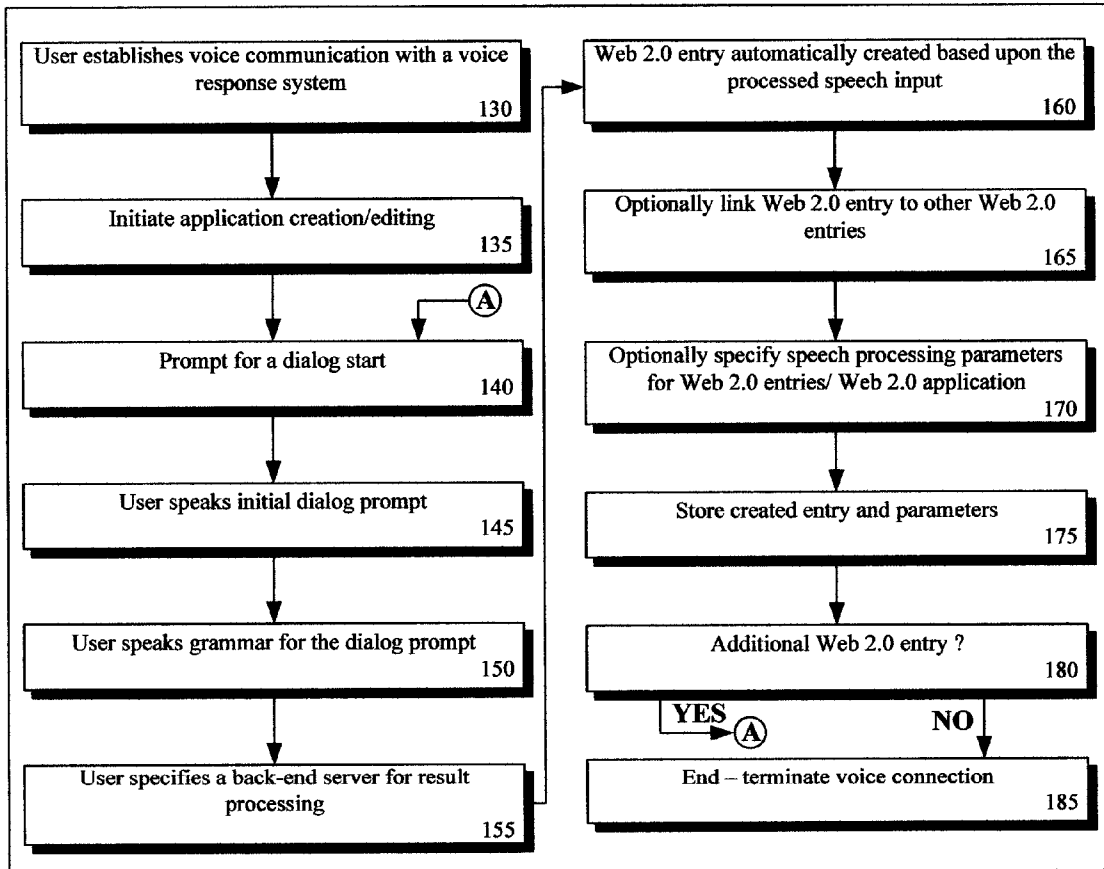 User establishes voice communication with a voice
response system
130
Initiate application creation/editing
135
A
Prompt for a dialog start
140
User speaks initial dialog prompt
145
User speaks grammar for the dialog prompt
150
User specifies a back-end server for result
processing
155
Web 2.0 entry automatically created based upon the
processed speech input
160
Optionally link Web 2.0 entry to other Web 2.0
entries
165
Optionally specify speech processing parameters
for Web 2.0 entries/ Web 2.0 application
170
Store created entry and parameters
175
Additional Web 2.0 entry ?
180
YES
A
NO
End – terminate voice connection
185